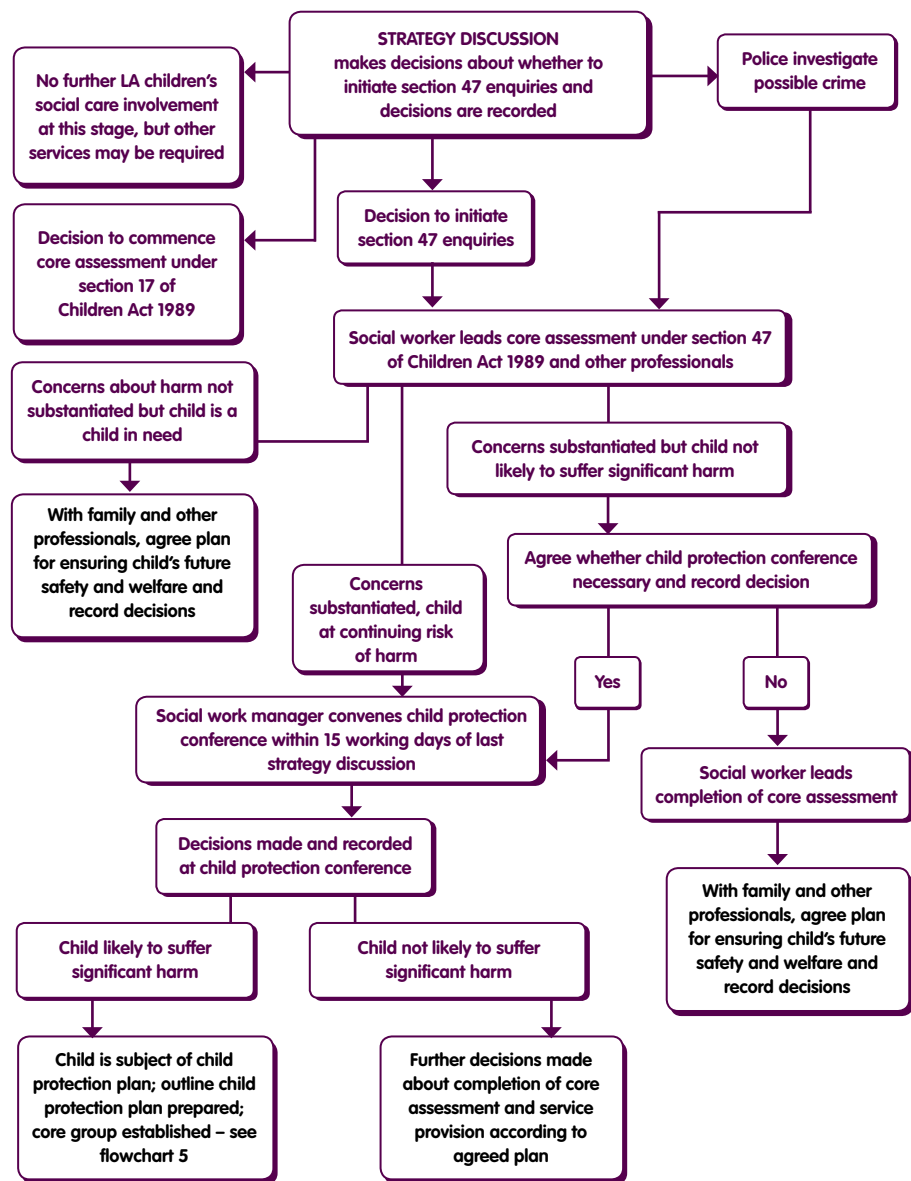 STRATEGY DISCUSSION
makes decisions about whether to
initiate section 47 enquiries and
decisions are recorded
No further LA children's
social care involvement
at this stage, but other
services may be required
Police investigate
possible crime
Decision to initiate
section 47 enquiries
Decision to commence
core assessment under
section 17 of
Children Act 1989
Social worker leads core assessment under section 47
of Children Act 1989 and other professionals
Concerns about harm not
substantiated but child is a
child in need
Concerns substantiated but child not
likely to suffer significant harm
With family and other
professionals, agree plan
for ensuring child's future
safety and welfare and
record decisions
Agree whether child protection conference
necessary and record decision
Concerns
substantiated, child
at continuing risk
of harm
Yes
No
Social work manager convenes child protection
conference within 15 working days of last
strategy discussion
Social worker leads
completion of core assessment
Decisions made and recorded
at child protection conference
With family and other
professionals, agree plan
for ensuring child's future
safety and welfare and
record decisions
Child likely to suffer
significant harm
Child not likely to suffer
significant harm
Child is subject of child
protection plan; outline child
protection plan prepared;
core group established – see
flowchart 5
Further decisions made
about completion of core
assessment and service
provision according to
agreed plan